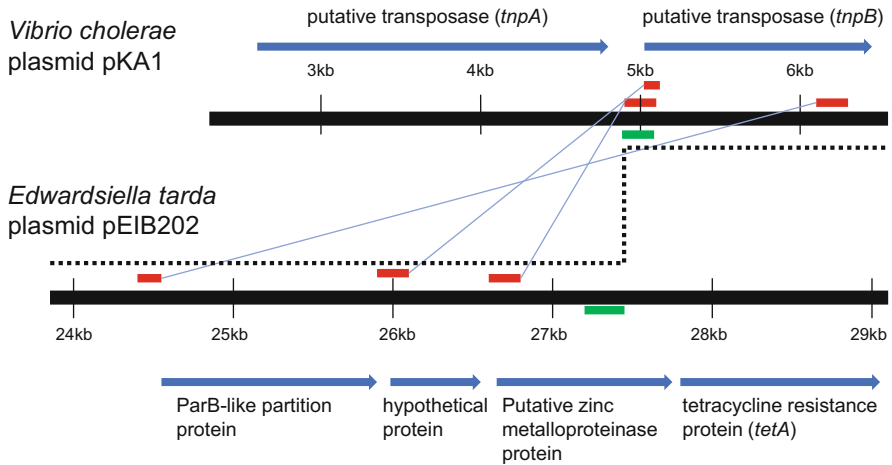 Vibrio cholerae
plasmid pKA1
putative transposase (tnpA)
putative transposase (tnpB)
3kb
4kb
5kb
6kb
Edwardsiella tarda
plasmid pEIB202
24kb
25kb
26kb
27kb
28kb
29kb
ParB-like partition
protein
hypothetical
protein
Putative zinc
metalloproteinase
protein
tetracycline resistance
protein (tetA)